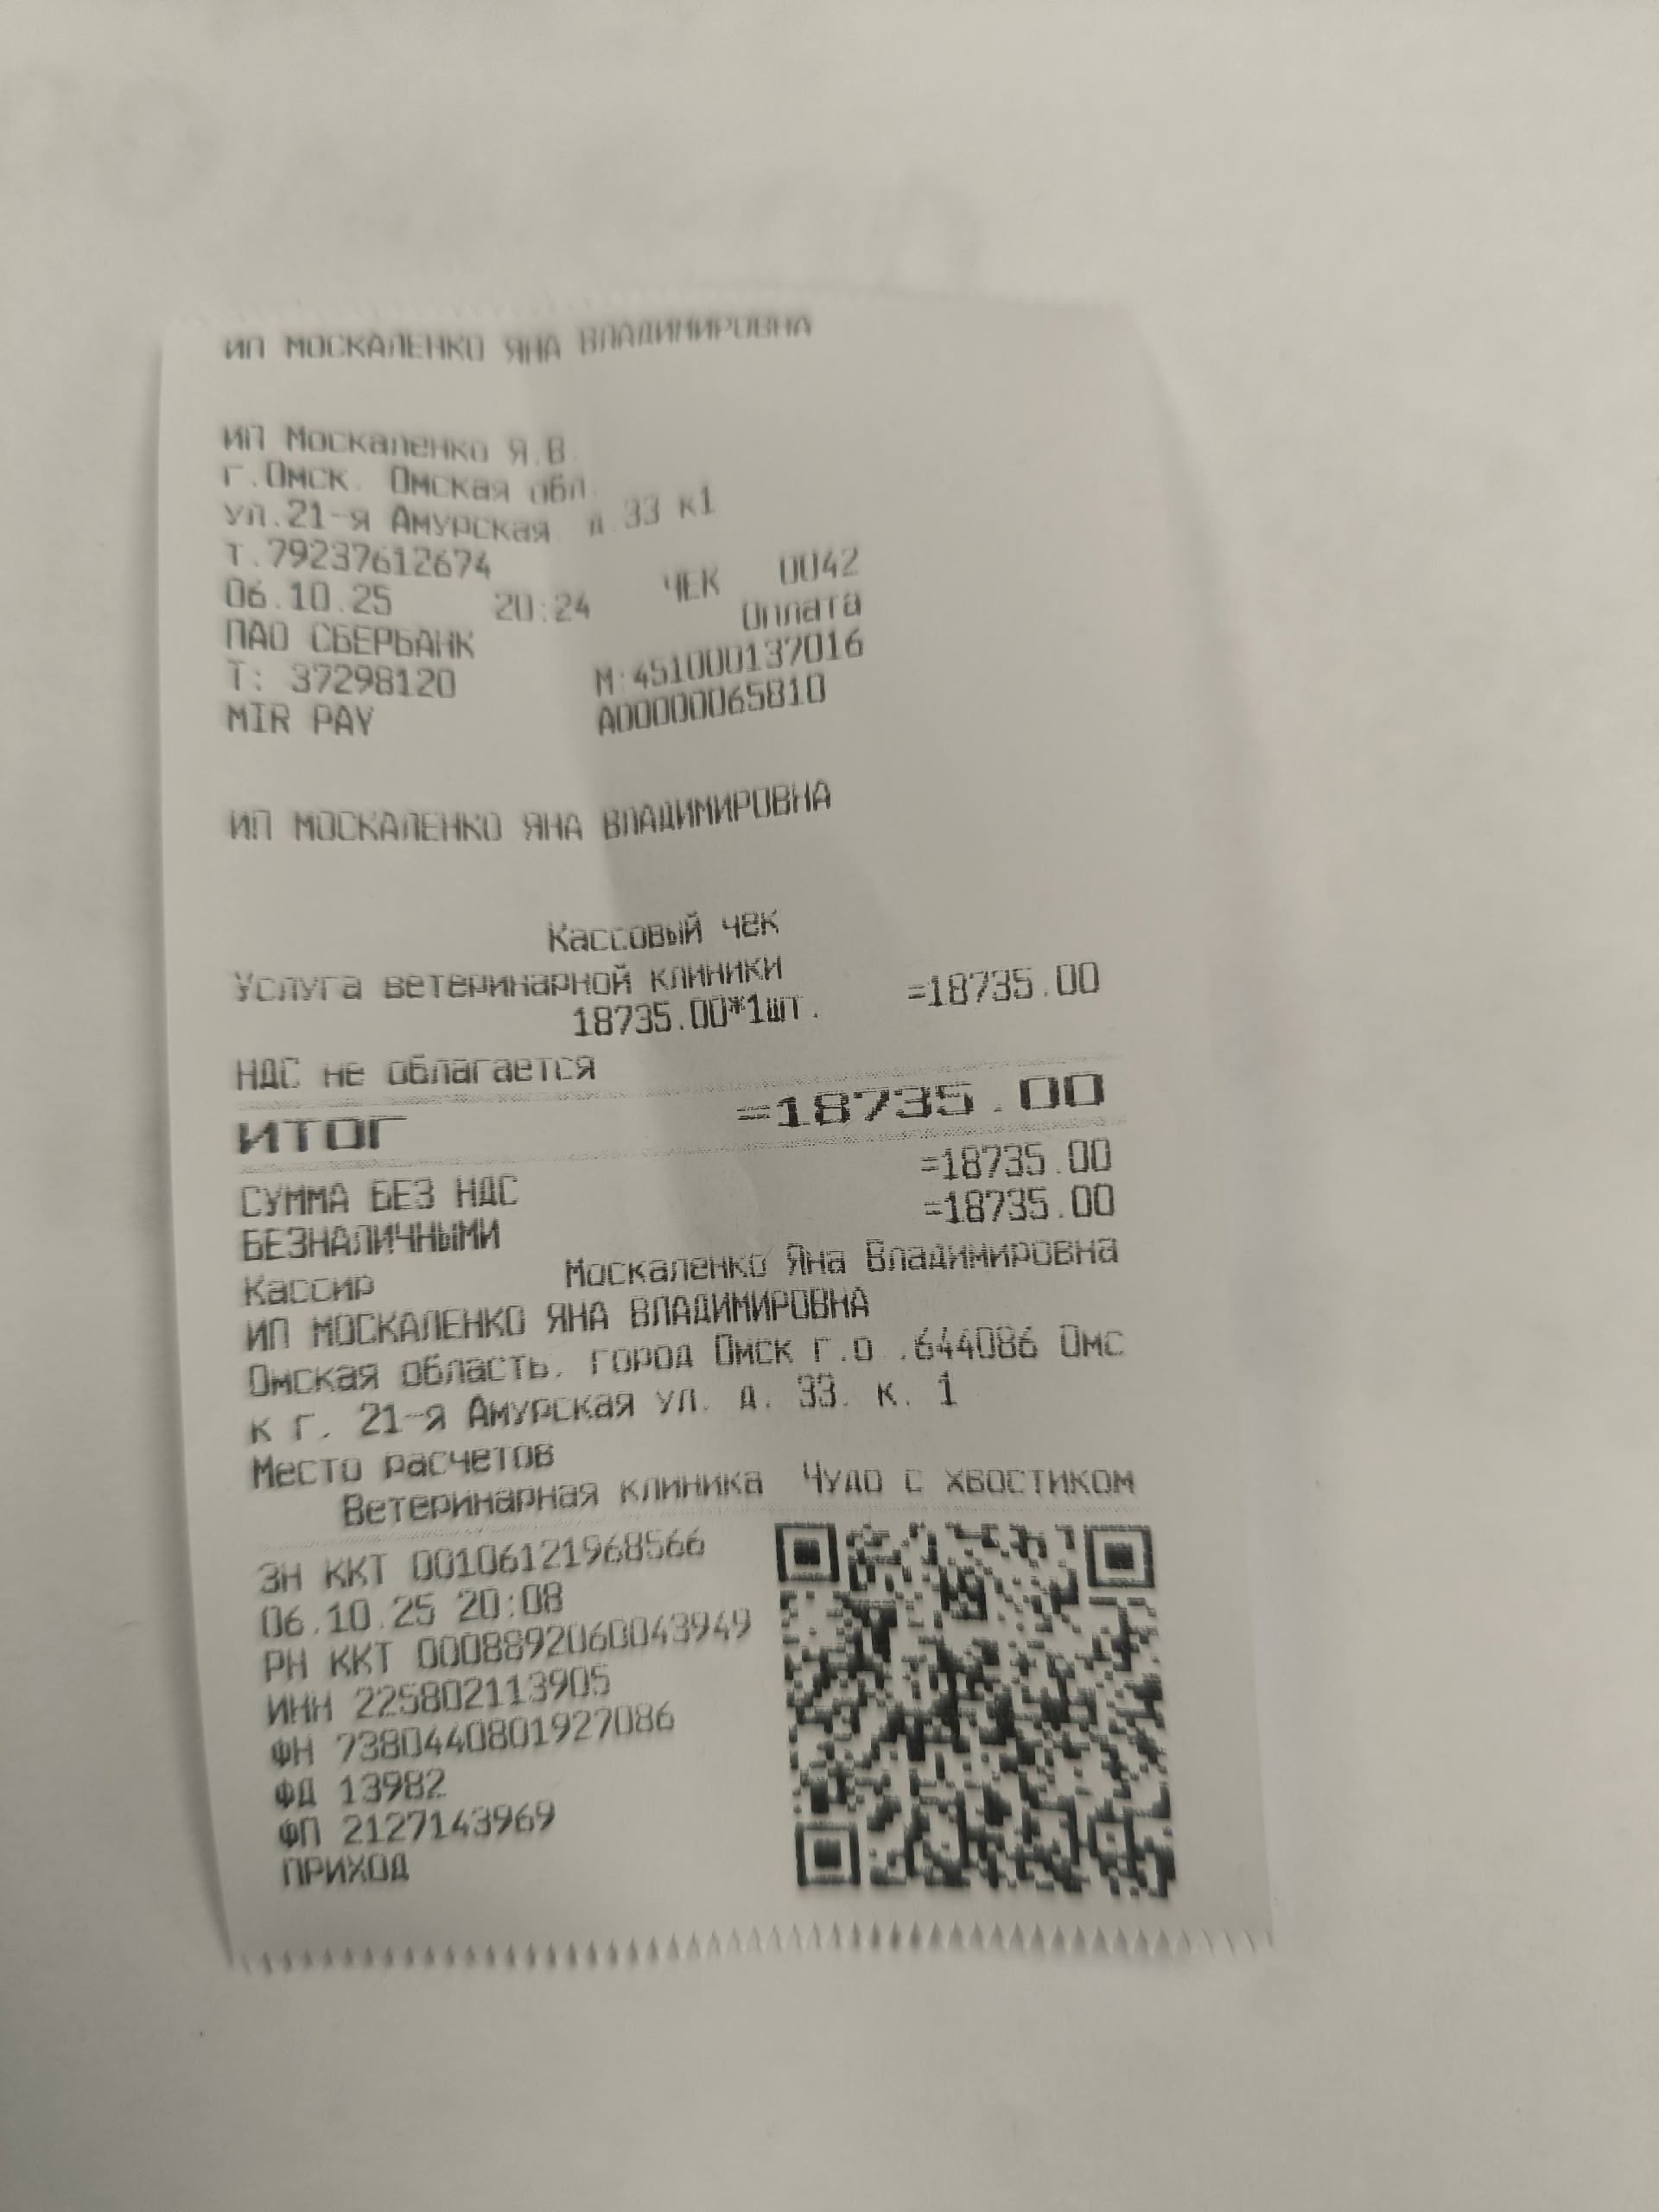 ИП МОСКАЛЕНКО ЯНА ВЛАДИМИРОВНА
ИП Москаленко Я.В.
г.Омск. Омская обл.
ул.21-я Амурская д.33 к1
т.79237612674
06.10.25 20:24 ЧЕК 0042
ПАО СБЕРБАНК Оплата
Т: 37298120 М:451000137016
MIR PAY A00000065810
ИП МОСКАЛЕНКО ЯНА ВЛАДИМИРОВНА
Кассовый чек
Услуга ветеринарной клиники
18735.00*1шт. =18735.00
НДС не облагается
ИТОГ =18735.00
СУММА БЕЗ НДС =18735.00
БЕЗНАЛИЧНЫМИ =18735.00
Кассир Москаленко Яна Владимировна
ИП МОСКАЛЕНКО ЯНА ВЛАДИМИРОВНА
Омская область, город Омск г.о .644086 Омс
к г, 21-я Амурская ул. д. 33. к. 1
Место расчетов
Ветеринарная клиника Чудо с хвостиком
ЗН ККТ 00106121968566
06.10.25 20:08
РН ККТ 0008892060043949
ИНН 225802113905
ФН 7380440801927086
ФД 13982
ФП 2127143969
ПРИХОД